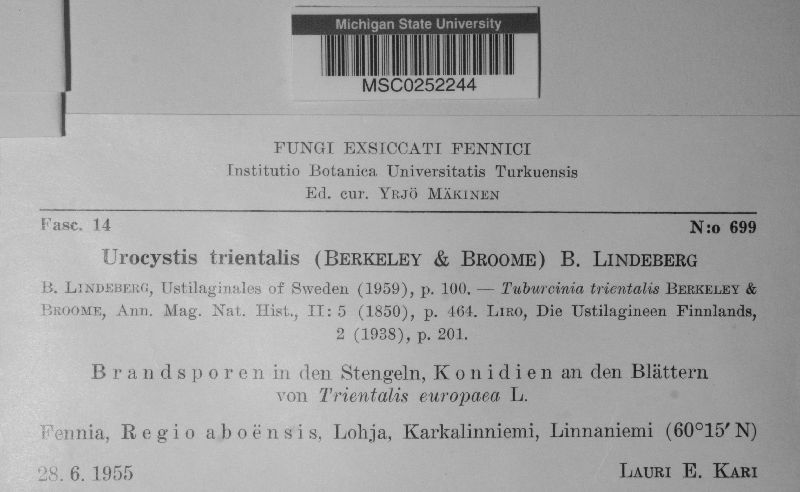 Michigan State University
MSC0252244
FUNGI EXSICCATI FENNICI
Institutio Botanica Universitatis Turkuensis
Ed. cur. YRJÖ MÄKINEN
Fasc. 14 N:o 699
Urocystis trientalis (BERKELEY & BROOME) B. LINDEBERG
B. LINDEBERG, Ustilaginales of Sweden (1959), p. 100. — Tuburcinia trientalis BERKELEY &
BROOME, Ann. Mag. Nat. Hist., II: 5 (1850), p. 464. LIRO, Die Ustilagineen Finnlands,
2 (1938), p. 201.
Brandsporen in den Stengeln, Konidien an den Blättern
von Trientalis europaea L.
Fennia, Regio aboënsis, Lohja, Karkalinniemi, Linnaniemi (60°15′ N)
28. 6. 1955 LAURI E. KARI